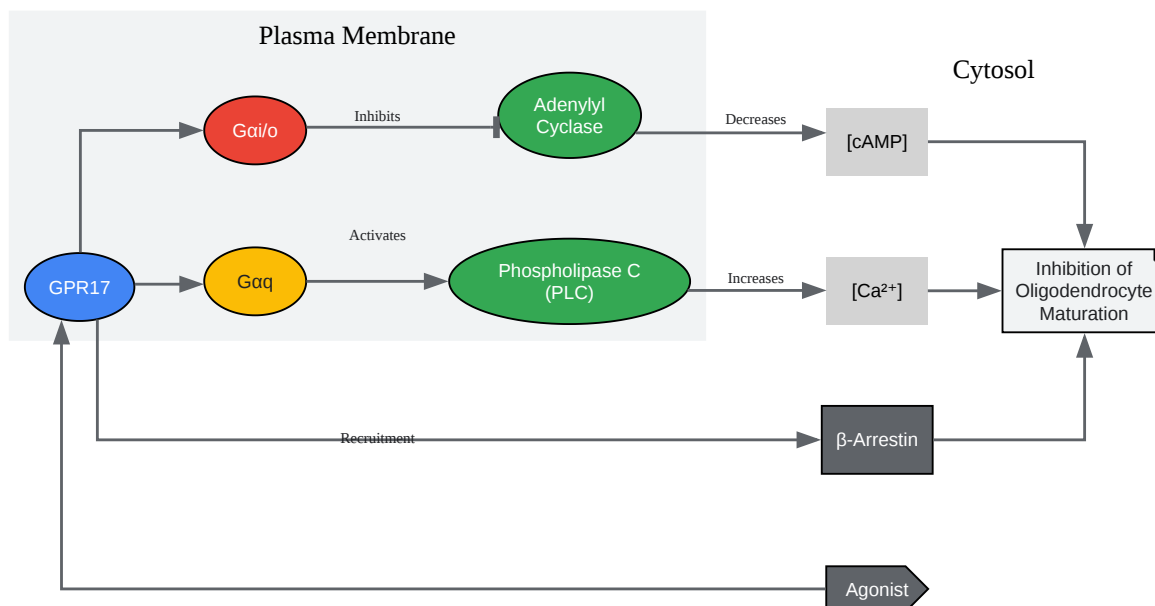 Plasma Membrane
Cytosol
Gαi/o
Inhibits
Adenylyl
Cyclase
Decreases
[cAMP]
GPR17
Gαq
Activates
Phospholipase C
(PLC)
Increases
[Ca²⁺]
Inhibition of
Oligodendrocyte
Maturation
Recruitment
β-Arrestin
Agonist